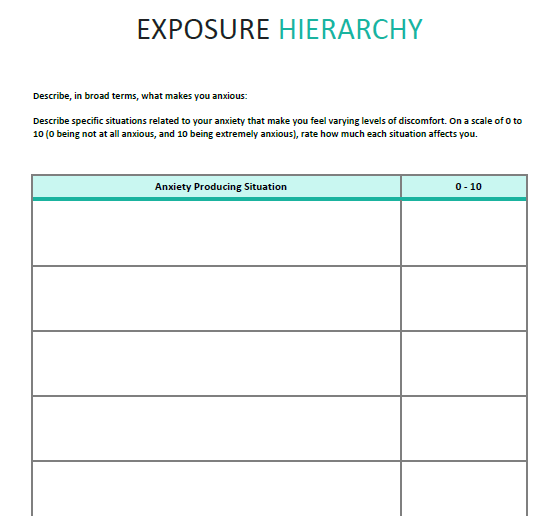 EXPOSURE HIERARCHY
Describe, in broad terms, what makes you anxious:
Describe specific situations related to your anxiety that make you feel varying levels of discomfort. On a scale of 0 to
10 (0 being not at all anxious, and 10 being extremely anxious), rate how much each situation affects you.
Anxiety Producing Situation 0 - 10